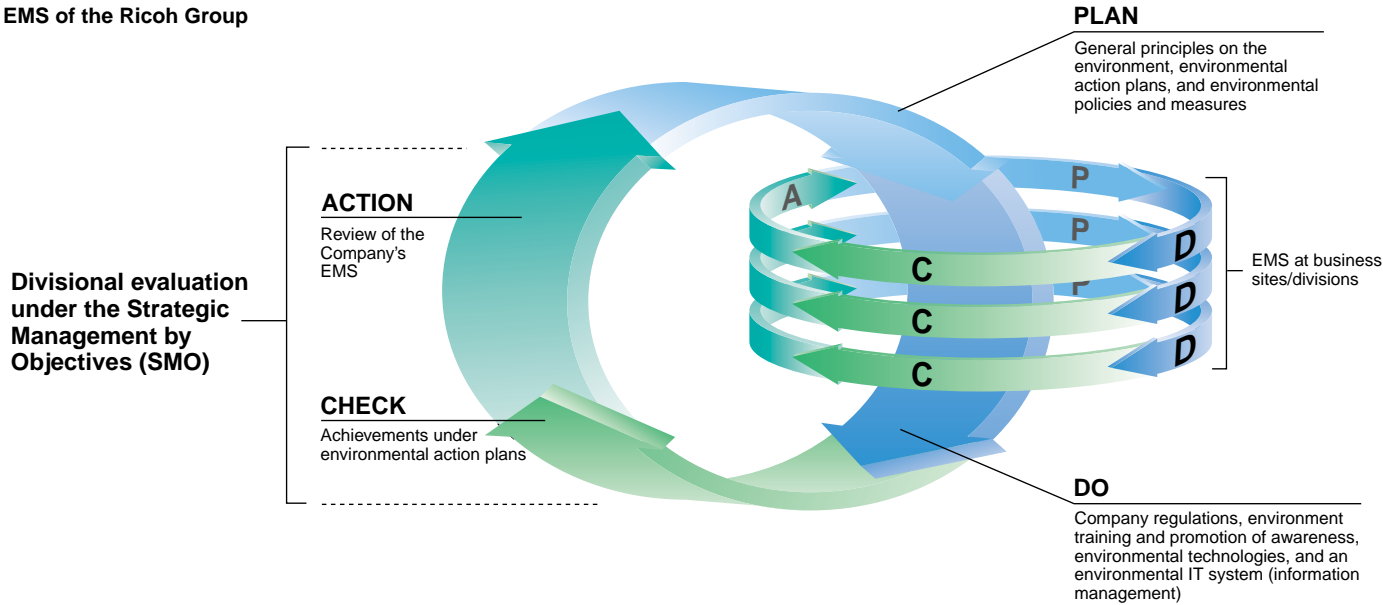 EMS of the Ricoh Group
PLAN
General principles on the
environment, environmental
action plans, and environmental
policies and measures
ACTION
Review of the
Company's
EMS
Divisional evaluation
under the Strategic
Management by
Objectives (SMO)
CHECK
Achievements under
environmental action plans
A
P
P
P
D
D
D
C
C
C
EMS at business
sites/divisions
DO
Company regulations, environment
training and promotion of awareness,
environmental technologies, and an
environmental IT system (information
management)